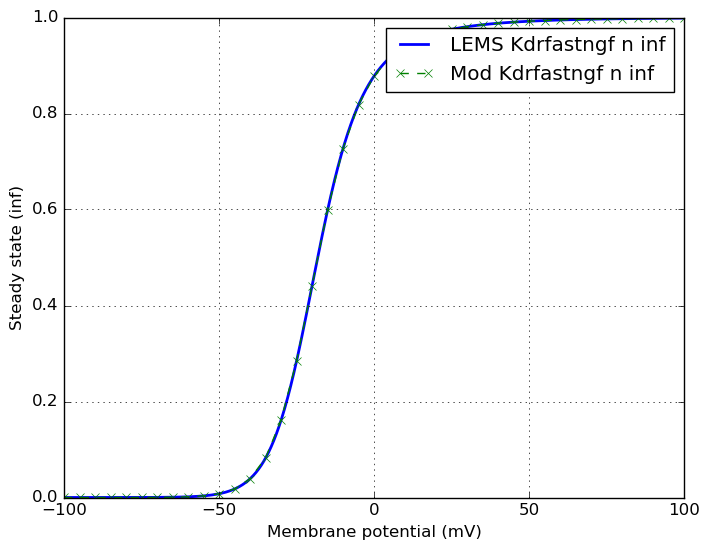 1.0
0.8
0.6
0.4
0.2
0.0
Steady state (inf)
LEMS Kdrfastngf n inf
Mod Kdrfastngf n inf
−100 −50 0 50 100
Membrane potential (mV)